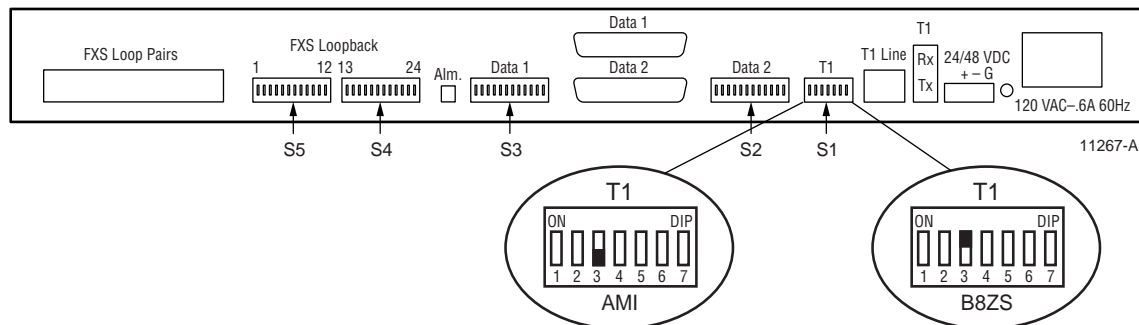 Data 1
T1
FXS Loop Pairs
FXS Loopback
1 12 13 24
Alm.
Data 1
Data 2
Data 2
T1
T1 Line
Rx
Tx
24/48 VDC
+ – G
120 VAC–.6A 60Hz
S5
S4
S3
S2
S1
11267-A
T1
ON DIP
1 2 3 4 5 6 7
AMI
T1
ON DIP
1 2 3 4 5 6 7
B8ZS